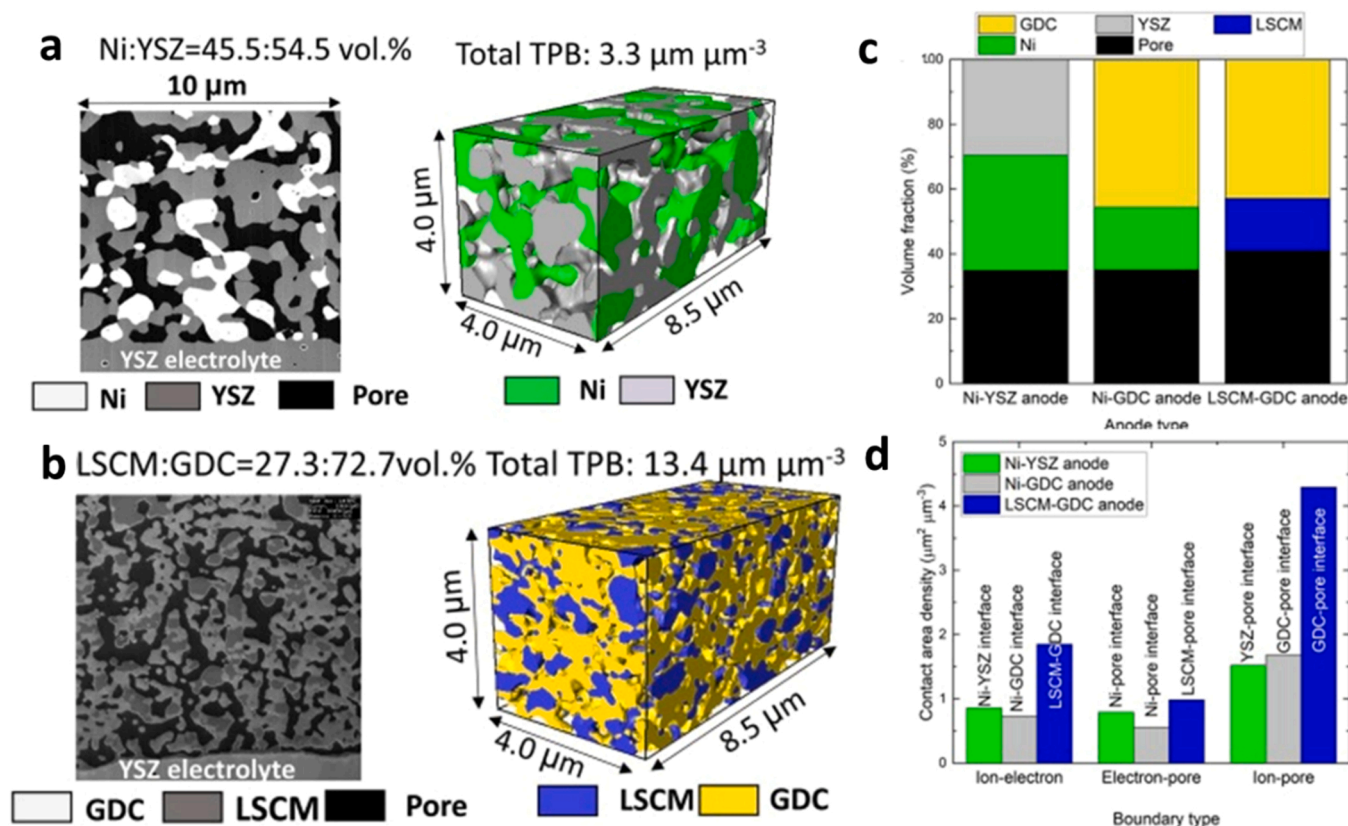 a
Ni:YSZ=45.5:54.5 vol.%
Total TPB: 3.3 µm µm-3
10 µm
YSZ electrolyte
4.0 µm
4.0 µm
8.5 µm
Ni
YSZ
Pore
Ni
YSZ
b
LSCM:GDC=27.3:72.7vol.%
Total TPB: 13.4 µm µm-3
YSZ electrolyte
4.0 µm
4.0 µm
8.5 µm
GDC
LSCM
Pore
LSCM
GDC
c
GDC
YSZ
LSCM
Ni
Pore
Volume fraction (%)
100
80
60
40
20
0
Ni-YSZ anode
Ni-GDC anode
LSCM-GDC anode
Anode type
d
Ni-YSZ anode
Ni-GDC anode
LSCM-GDC anode
Contact area density (µm2 µm-3)
5
4
3
2
1
0
Ni-YSZ interface
Ni-GDC interface
LSCM-GDC interface
Ni-pore interface
Ni-pore interface
LSCM-pore interface
YSZ-pore interface
GDC-pore interface
GDC-pore interface
Ion-electron
Electron-pore
Ion-pore
Boundary type